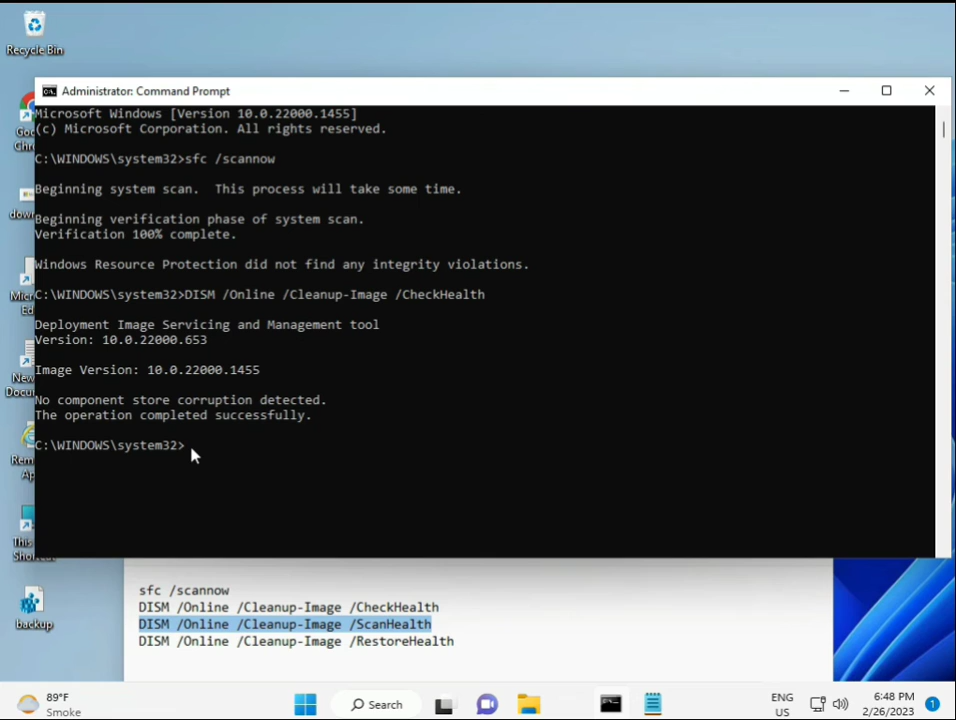 Recycle Bin
Administrator: Command Prompt
Microsoft Windows [Version 10.0.22000.1455]
(c) Microsoft Corporation. All rights reserved.
C:\WINDOWS\system32>sfc /scannow
Beginning system scan.  This process will take some time.
Beginning verification phase of system scan.
Verification 100% complete.
Windows Resource Protection did not find any integrity violations.
C:\WINDOWS\system32>DISM /Online /Cleanup-Image /CheckHealth
Deployment Image Servicing and Management tool
Version: 10.0.22000.653
Image Version: 10.0.22000.1455
No component store corruption detected.
The operation completed successfully.
C:\WINDOWS\system32>
backup
sfc /scannow
DISM /Online /Cleanup-Image /CheckHealth
DISM /Online /Cleanup-Image /ScanHealth
DISM /Online /Cleanup-Image /RestoreHealth
89°F
Smoke
Search
ENG
US
6:48 PM
2/26/2023
1